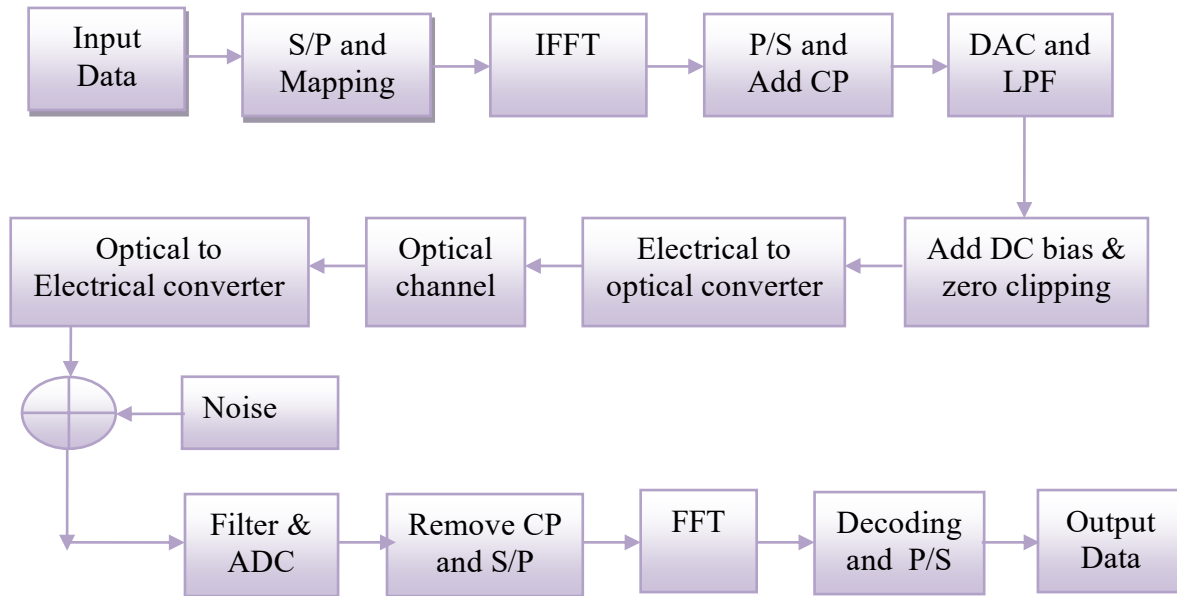 Input
Data
S/P and
Mapping
IFFT
P/S and
Add CP
DAC and
LPF
Optical to
Electrical converter
Optical
channel
Electrical to
optical converter
Add DC bias &
zero clipping
Noise
Filter &
ADC
Remove CP
and S/P
FFT
Decoding
and P/S
Output
Data